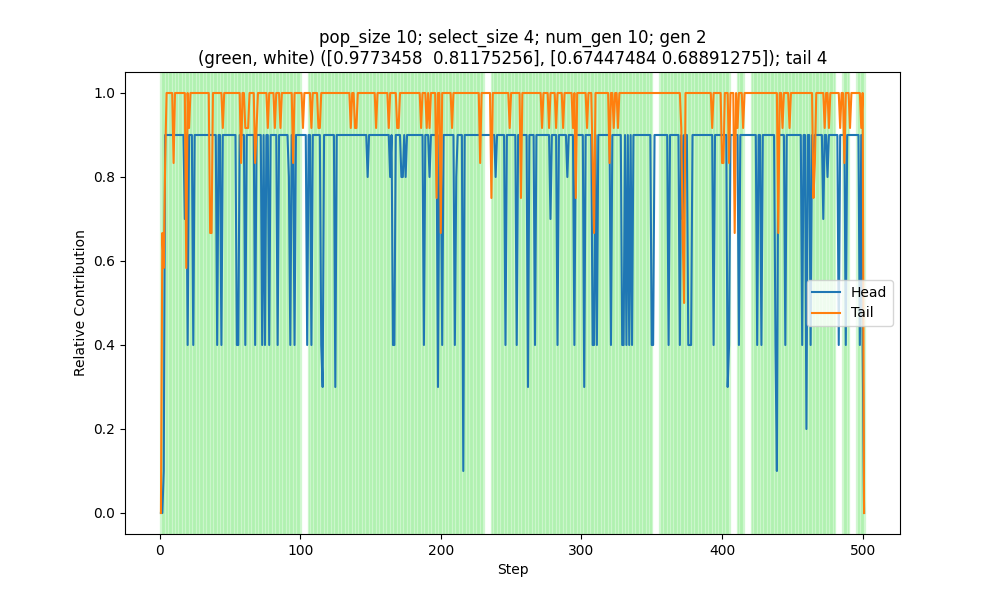 pop_size 10; select_size 4; num_gen 10; gen 2
(green, white) ([0.9773458  0.81175256], [0.67447484 0.68891275]); tail 4
Relative Contribution
1.0
0.8
0.6
0.4
0.2
0.0
Head
Tail
0 100 200 300 400 500
Step